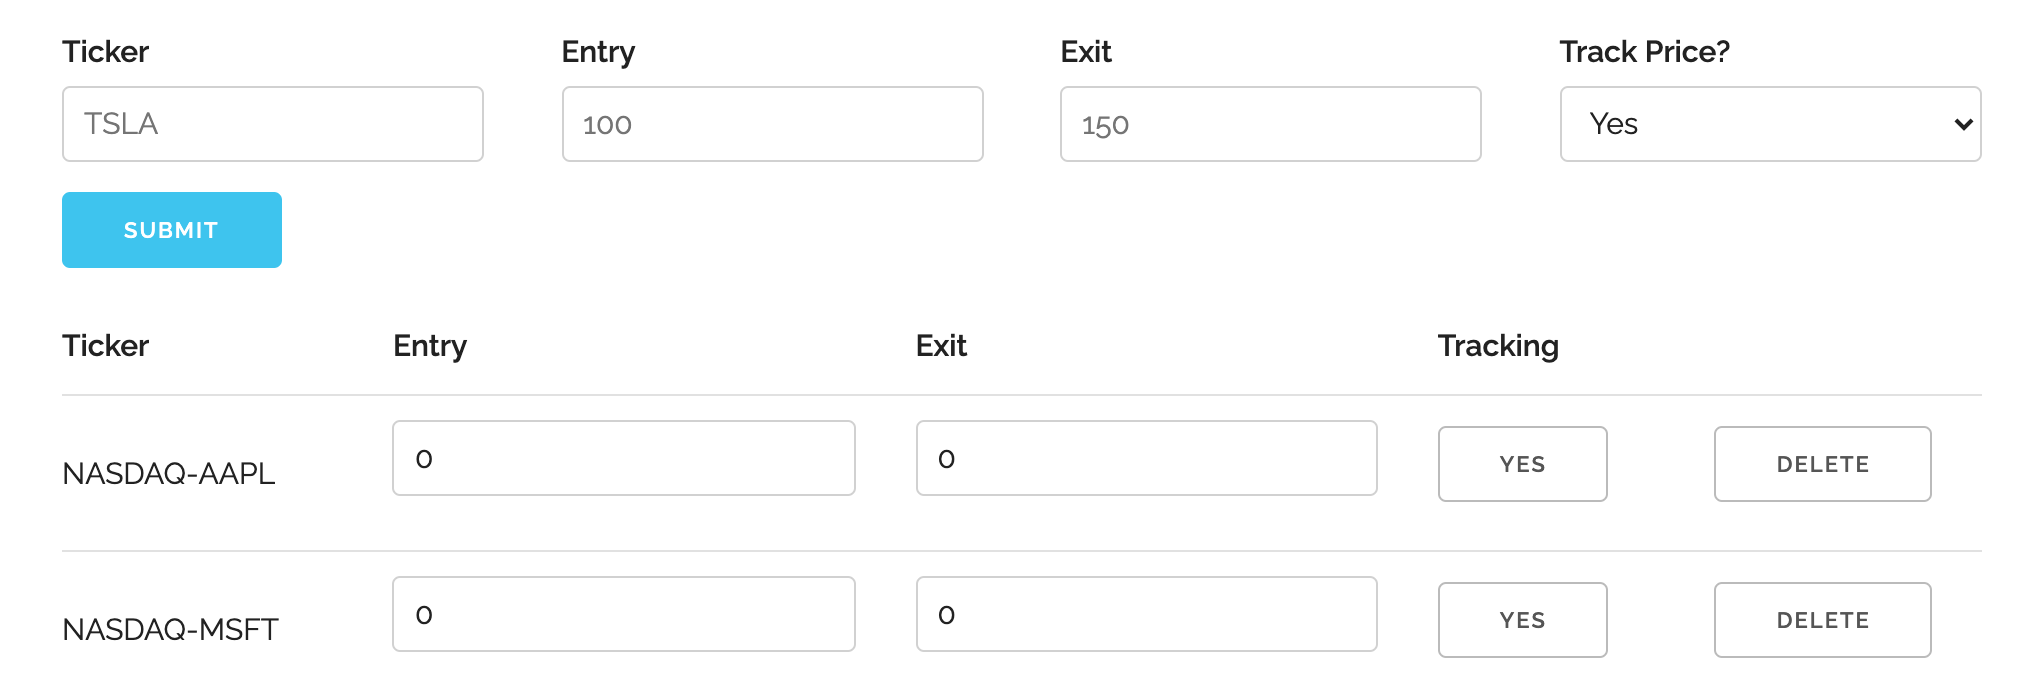 Ticker Entry Exit Track Price?
TSLA 100 150 Yes
SUBMIT
Ticker Entry Exit Tracking
NASDAQ-AAPL 0 0 YES DELETE
NASDAQ-MSFT 0 0 YES DELETE